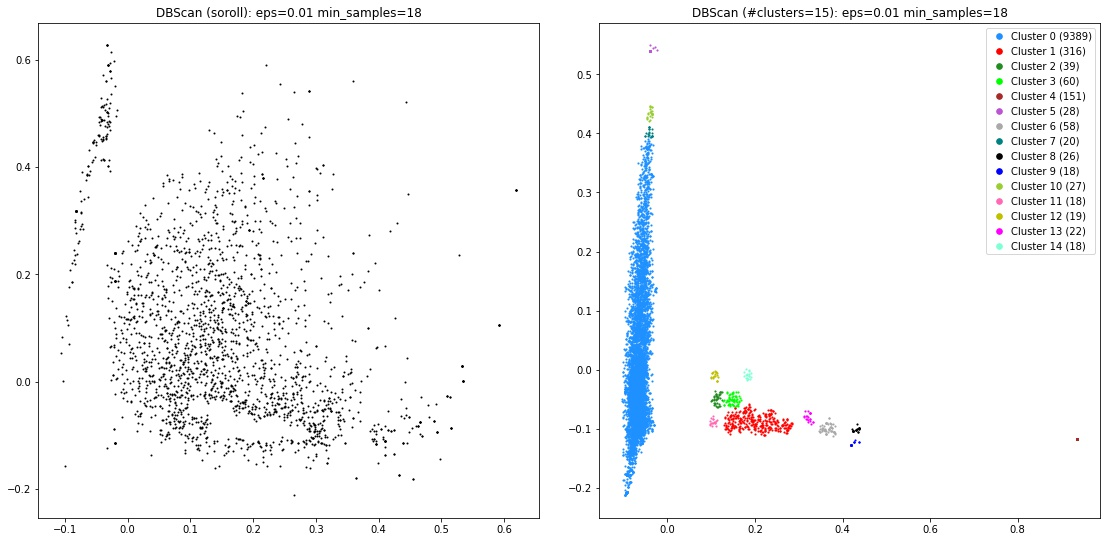 DBScan (soroll): eps=0.01 min_samples=18
0.6
0.4
0.2
0.0
−0.2
−0.1
0.0
0.1
0.2
0.3
0.4
0.5
0.6
DBScan (#clusters=15): eps=0.01 min_samples=18
Cluster 0 (9389)
Cluster 1 (316)
Cluster 2 (39)
Cluster 3 (60)
Cluster 4 (151)
Cluster 5 (28)
Cluster 6 (58)
Cluster 7 (20)
Cluster 8 (26)
Cluster 9 (18)
Cluster 10 (27)
Cluster 11 (18)
Cluster 12 (19)
Cluster 13 (22)
Cluster 14 (18)
0.5
0.4
0.3
0.2
0.1
0.0
−0.1
−0.2
0.0
0.2
0.4
0.6
0.8